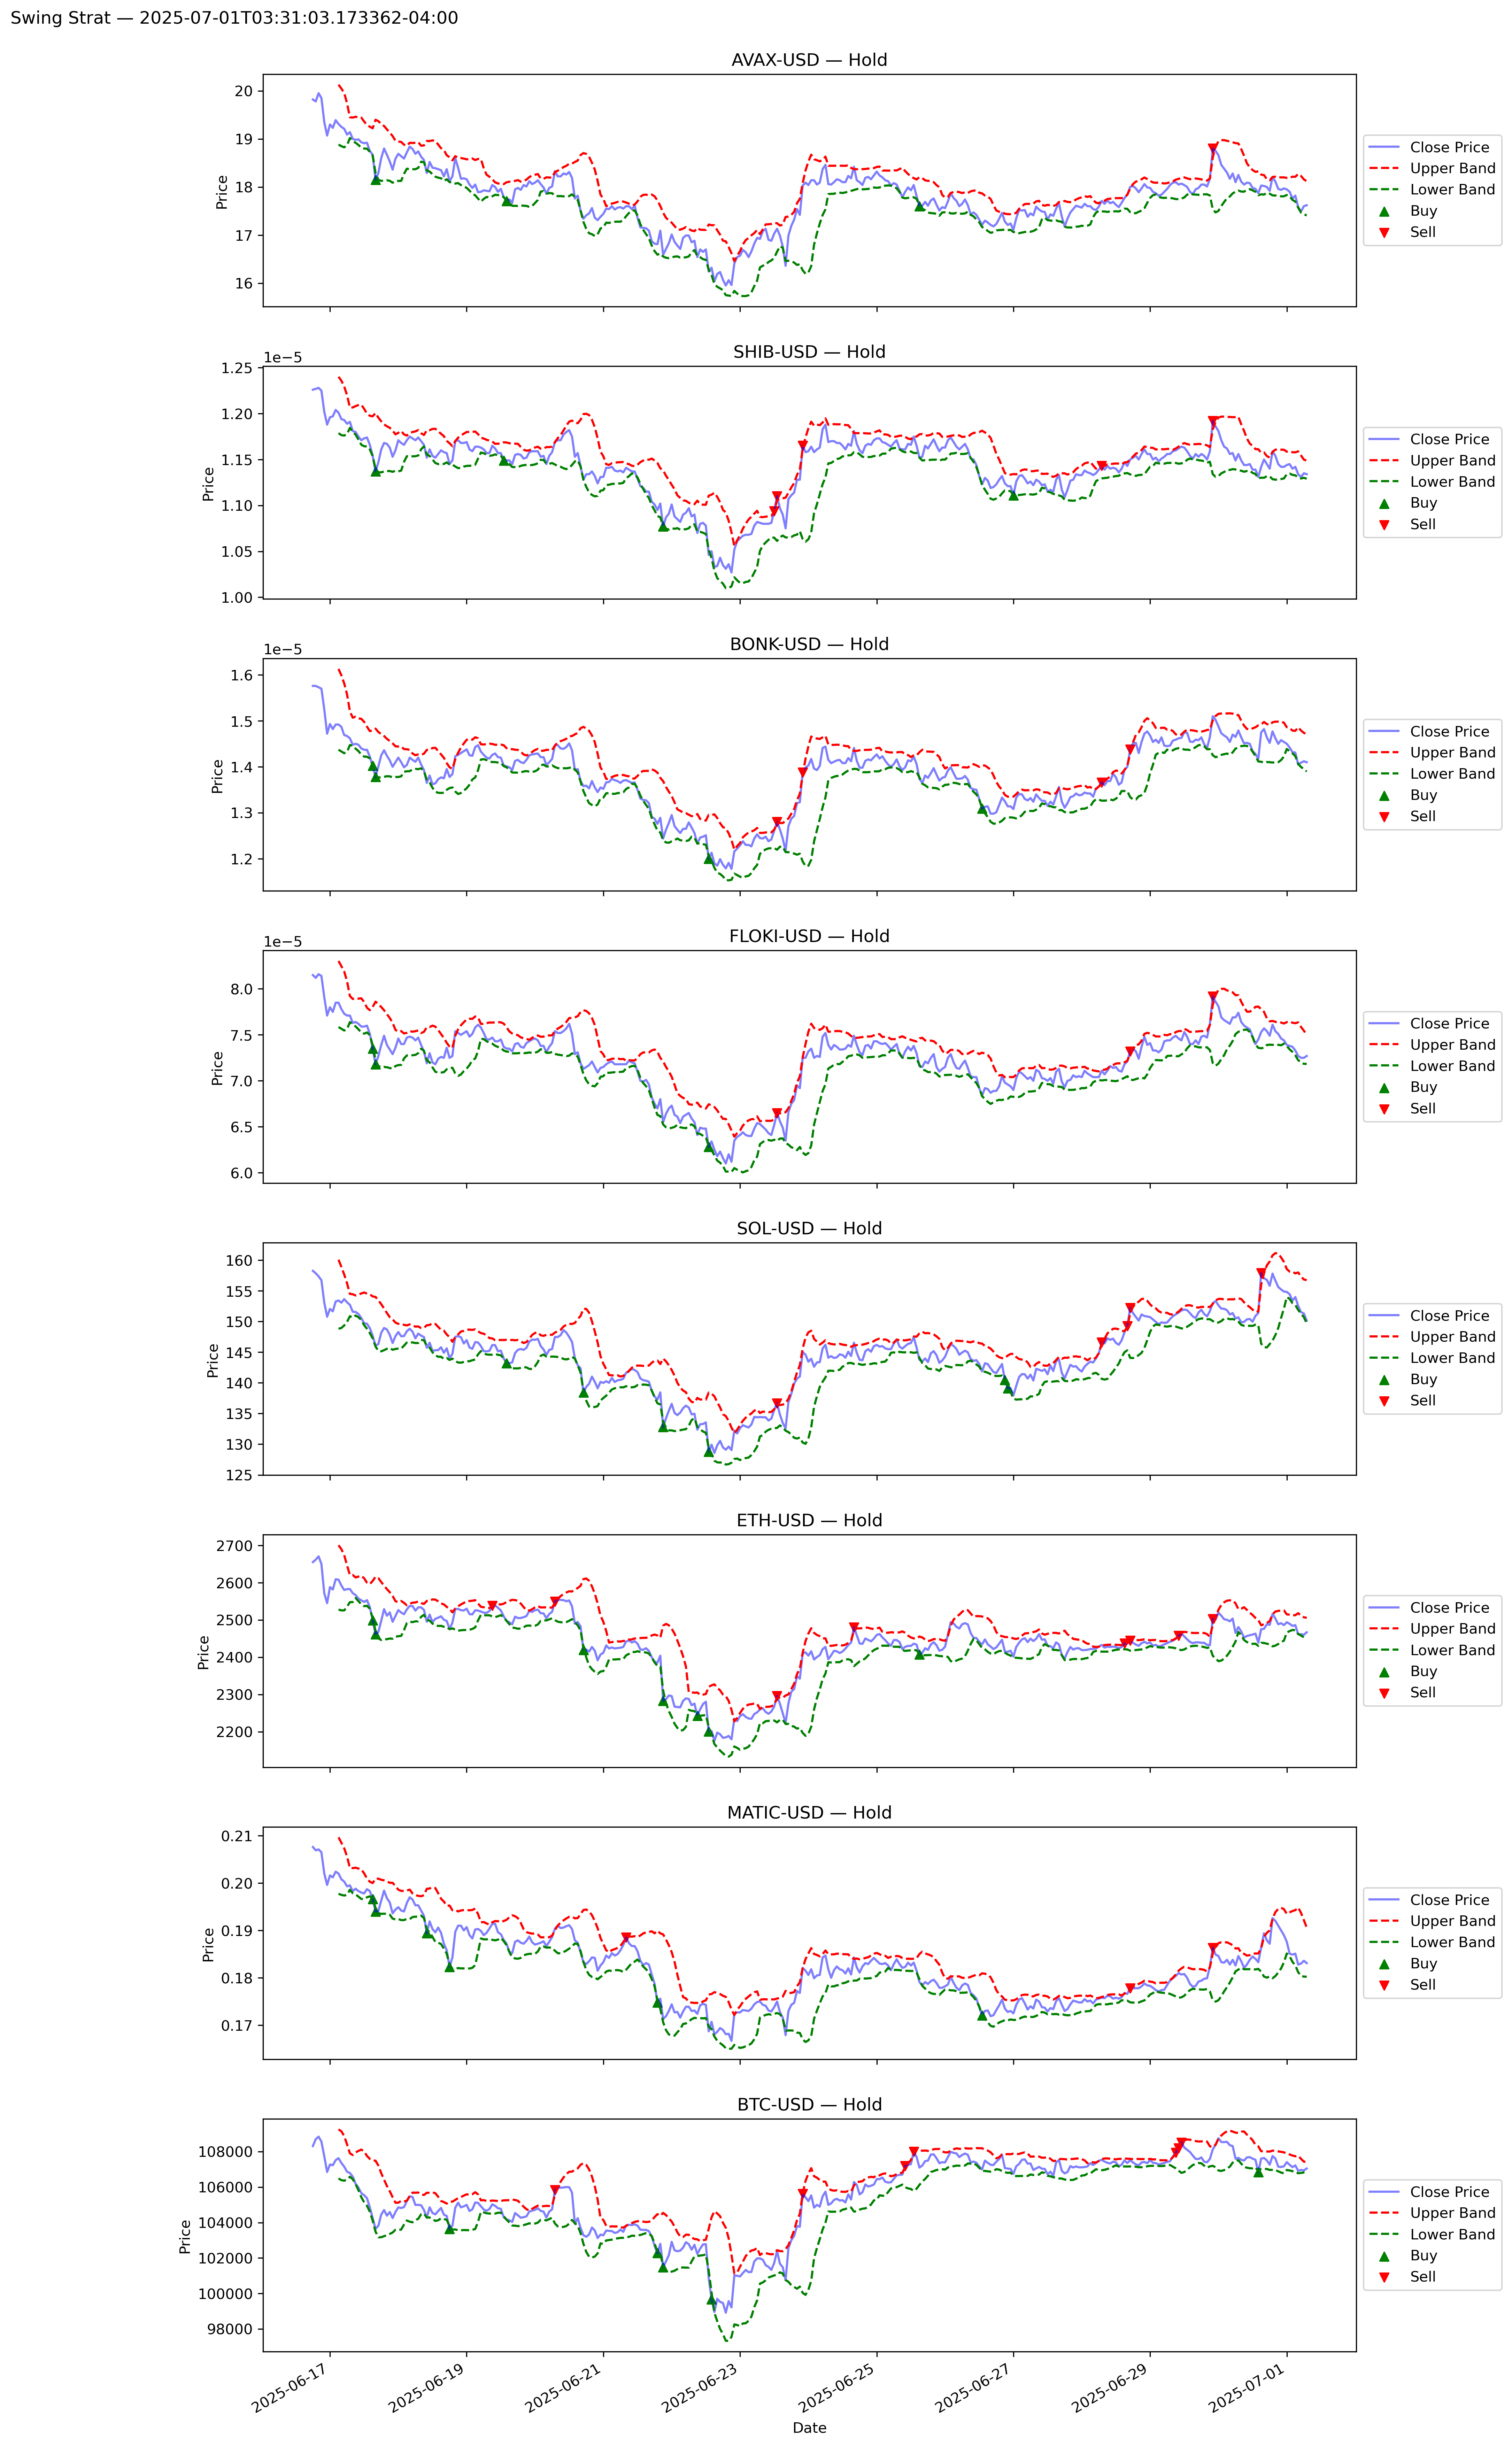 Swing Strat — 2025-07-01T03:31:03.173362-04:00
AVAX-USD — Hold
Price
20
19
18
17
16
Close Price
Upper Band
Lower Band
Buy
Sell
SHIB-USD — Hold
1e−5
Price
1.25
1.20
1.15
1.10
1.05
1.00
Close Price
Upper Band
Lower Band
Buy
Sell
BONK-USD — Hold
1e−5
Price
1.6
1.5
1.4
1.3
1.2
Close Price
Upper Band
Lower Band
Buy
Sell
FLOKI-USD — Hold
1e−5
Price
8.0
7.5
7.0
6.5
6.0
Close Price
Upper Band
Lower Band
Buy
Sell
SOL-USD — Hold
Price
160
155
150
145
140
135
130
125
Close Price
Upper Band
Lower Band
Buy
Sell
ETH-USD — Hold
Price
2700
2600
2500
2400
2300
2200
Close Price
Upper Band
Lower Band
Buy
Sell
MATIC-USD — Hold
Price
0.21
0.20
0.19
0.18
0.17
Close Price
Upper Band
Lower Band
Buy
Sell
BTC-USD — Hold
Price
108000
106000
104000
102000
100000
98000
Close Price
Upper Band
Lower Band
Buy
Sell
2025-06-17
2025-06-19
2025-06-21
2025-06-23
2025-06-25
2025-06-27
2025-06-29
2025-07-01
Date